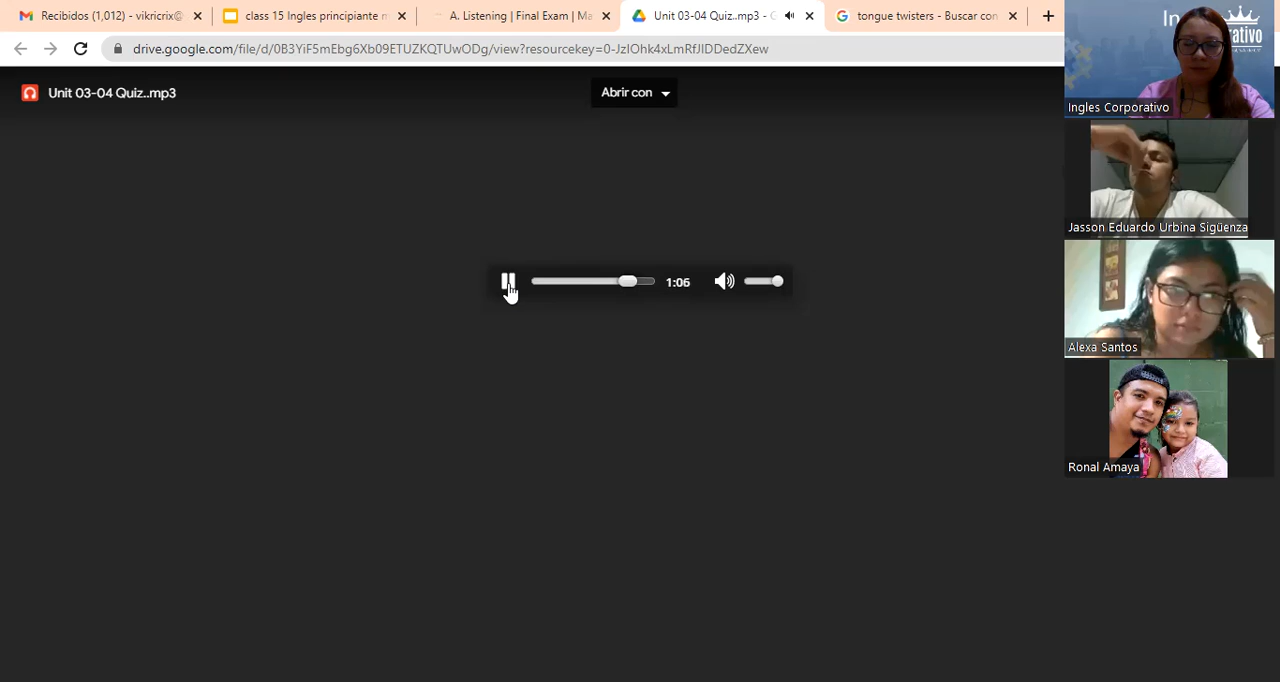 Recibidos (1,012) - vikricrix@
class 15 Ingles principiante m
A. Listening | Final Exam | Ma
Unit 03-04 Quiz..mp3 - G
tongue twisters - Buscar con
drive.google.com/file/d/0B3YiF5mEbg6Xb09ETUZKQTUwODg/view?resourcekey=0-JzIOhk4xLmRfJIDDedZXew
Unit 03-04 Quiz..mp3
Abrir con
1:06
Ingles Corporativo
Jasson Eduardo Urbina Sigüenza
Alexa Santos
Ronal Amaya